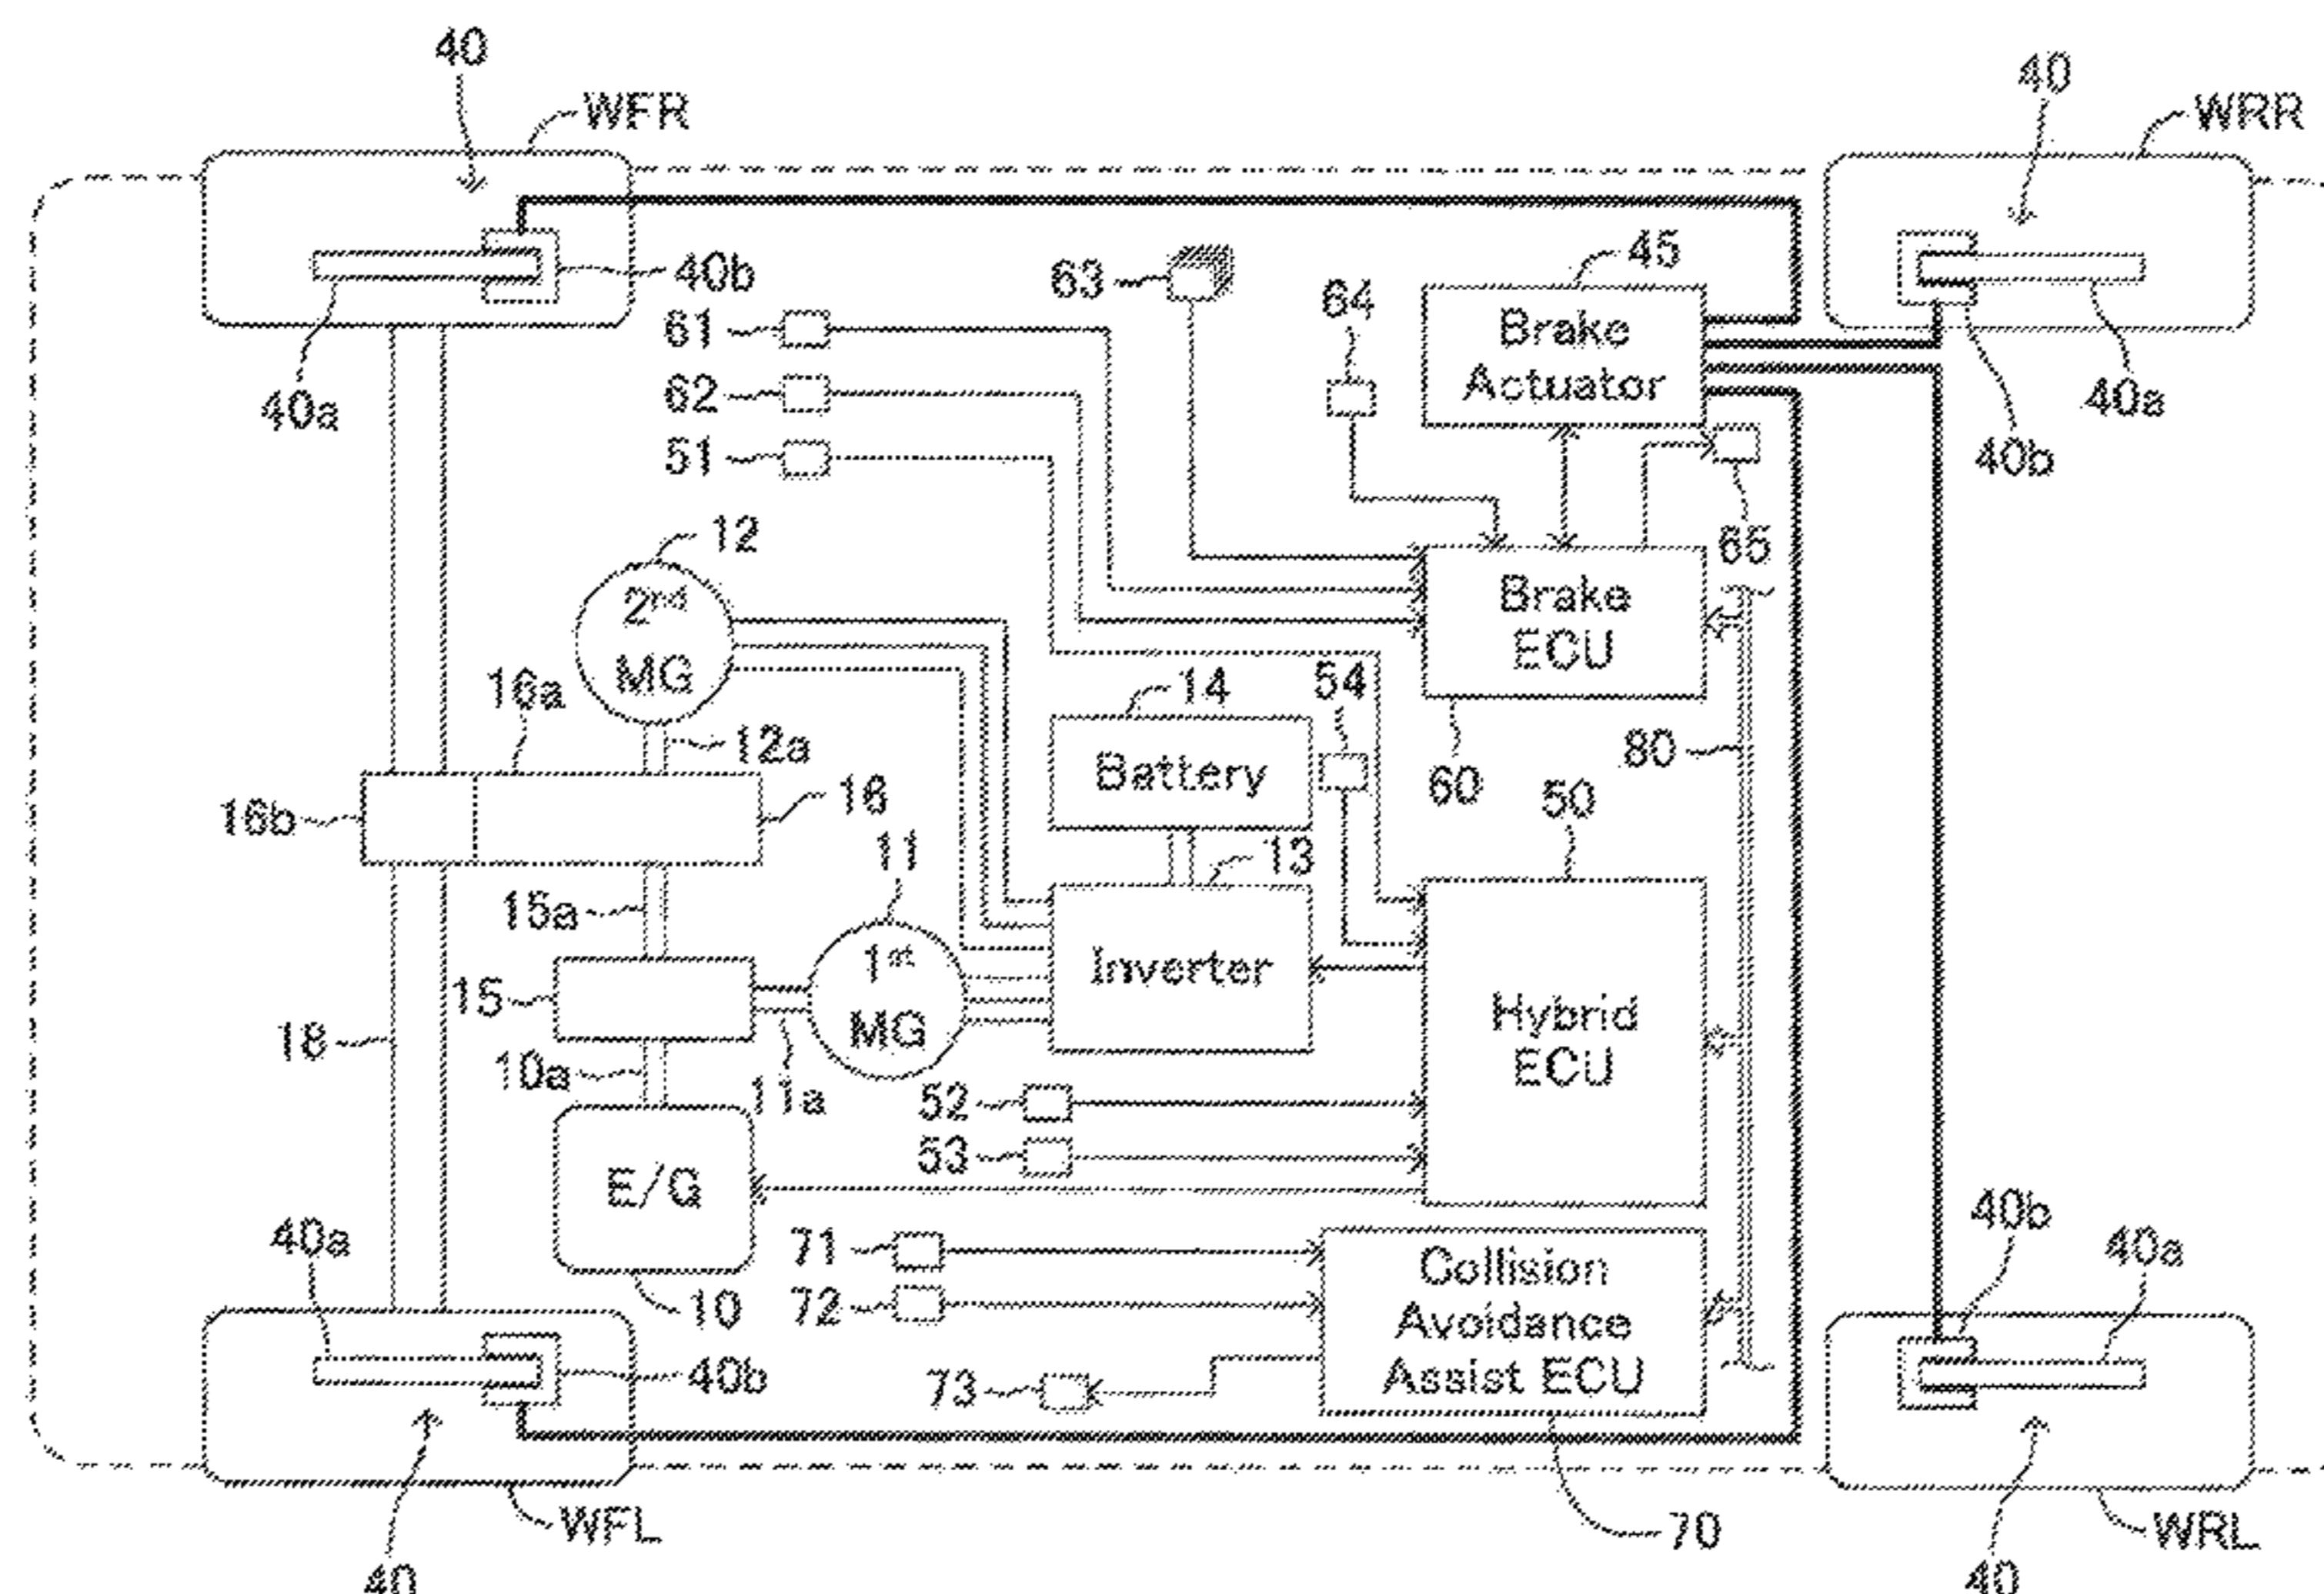 40
40
WFR
WRR
63
45
40b
64
61
Brake
Actuator
62
40a
40a
51
40b
12
65
2nd
MG
Brake
ECU
16a
14
54
12a
80
Battery
60
50
16b
16
11
13
15a
1st
MG
Inverter
15
Hybrid
ECU
18
10a
11a
52
53
E/G
40b
40a
40a
71
Collision
Avoidance
Assist ECU
72
10
40b
73
WFL
70
WRL
40
40